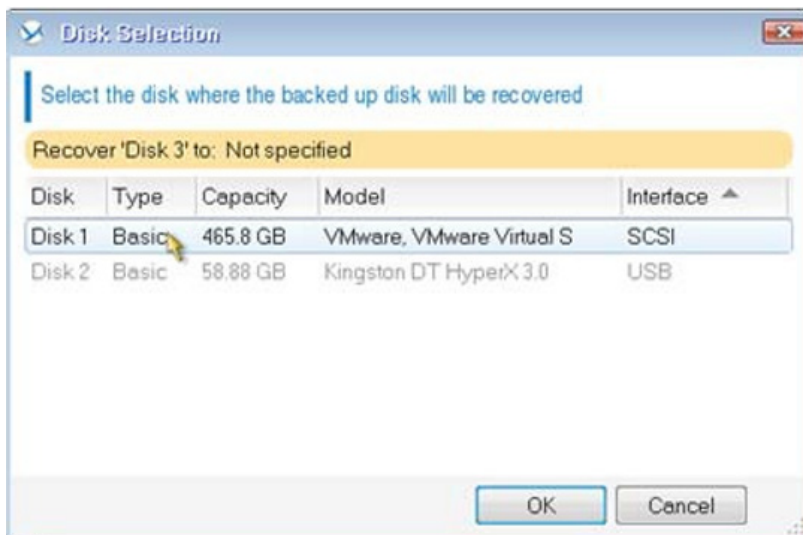 Disk Selection
Select the disk where the backed up disk will be recovered
Recover 'Disk 3' to: Not specified
Disk Type Capacity Model Interface
Disk 1 Basic 465.8 GB VMware, VMware Virtual S SCSI
Disk 2 Basic 58.88 GB Kingston DT HyperX 3.0 USB
OK Cancel